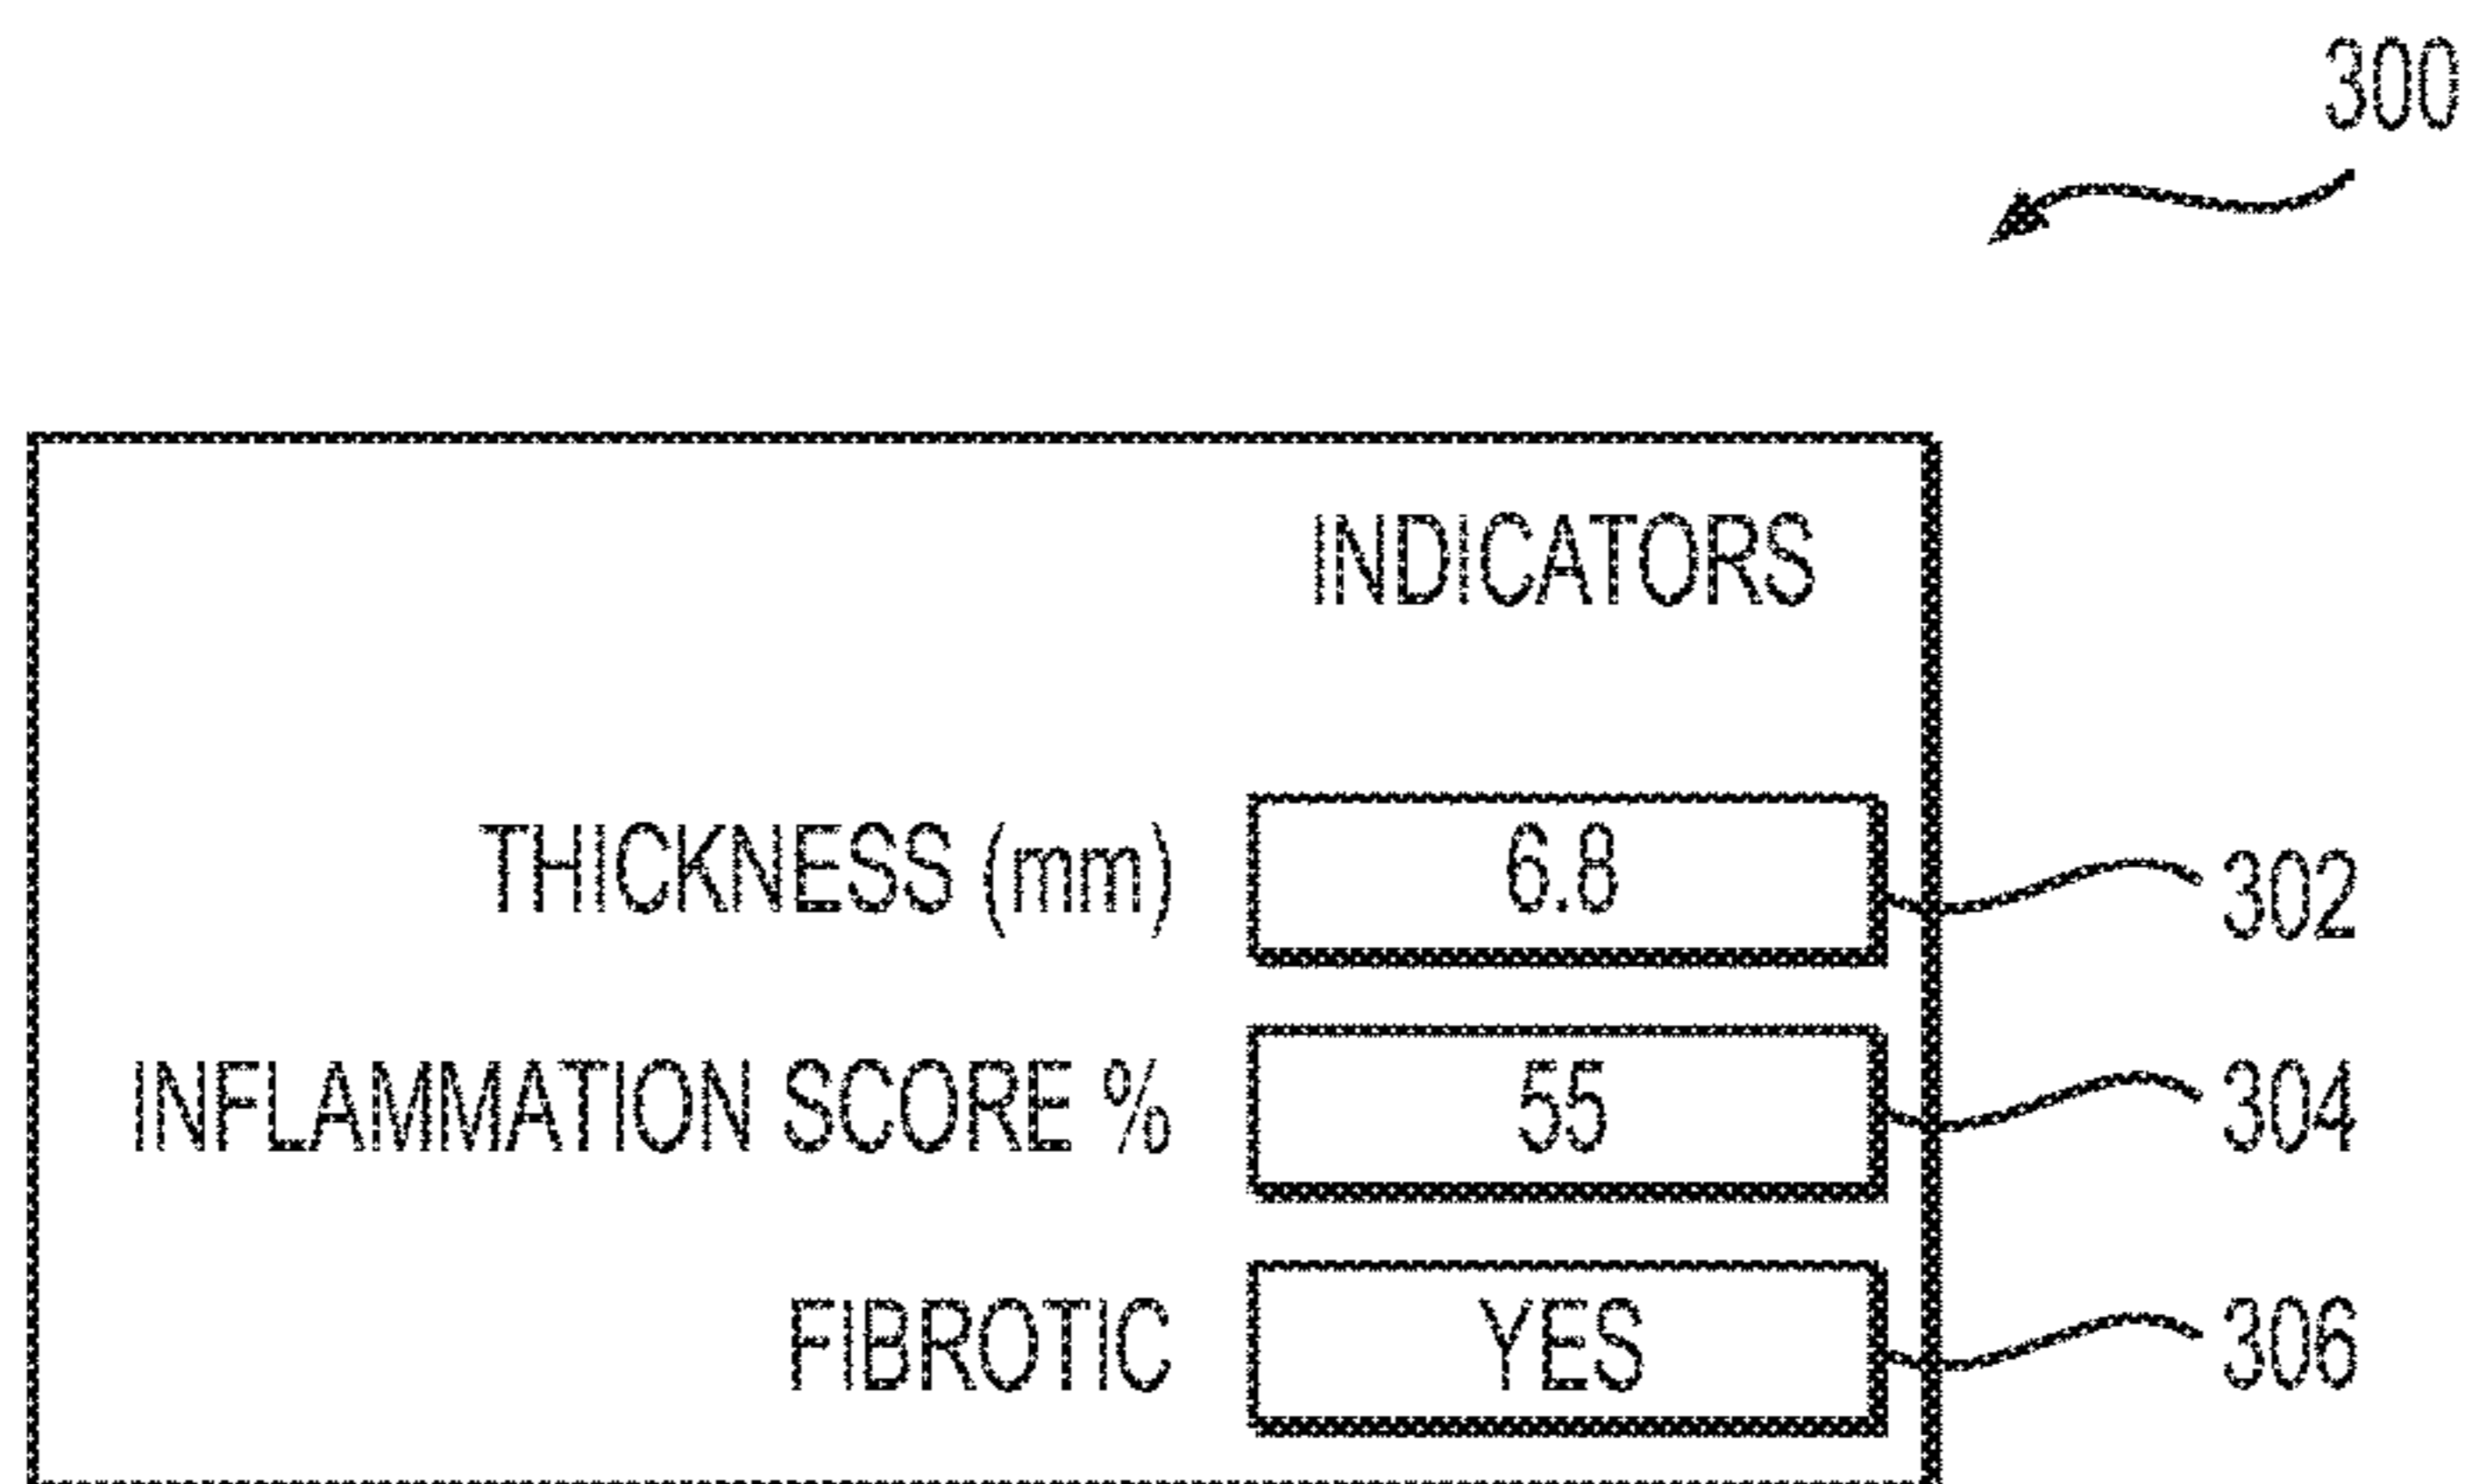 300
INDICATORS
THICKNESS (mm) 6.8 302
INFLAMMATION SCORE % 55 304
FIBROTIC YES 306